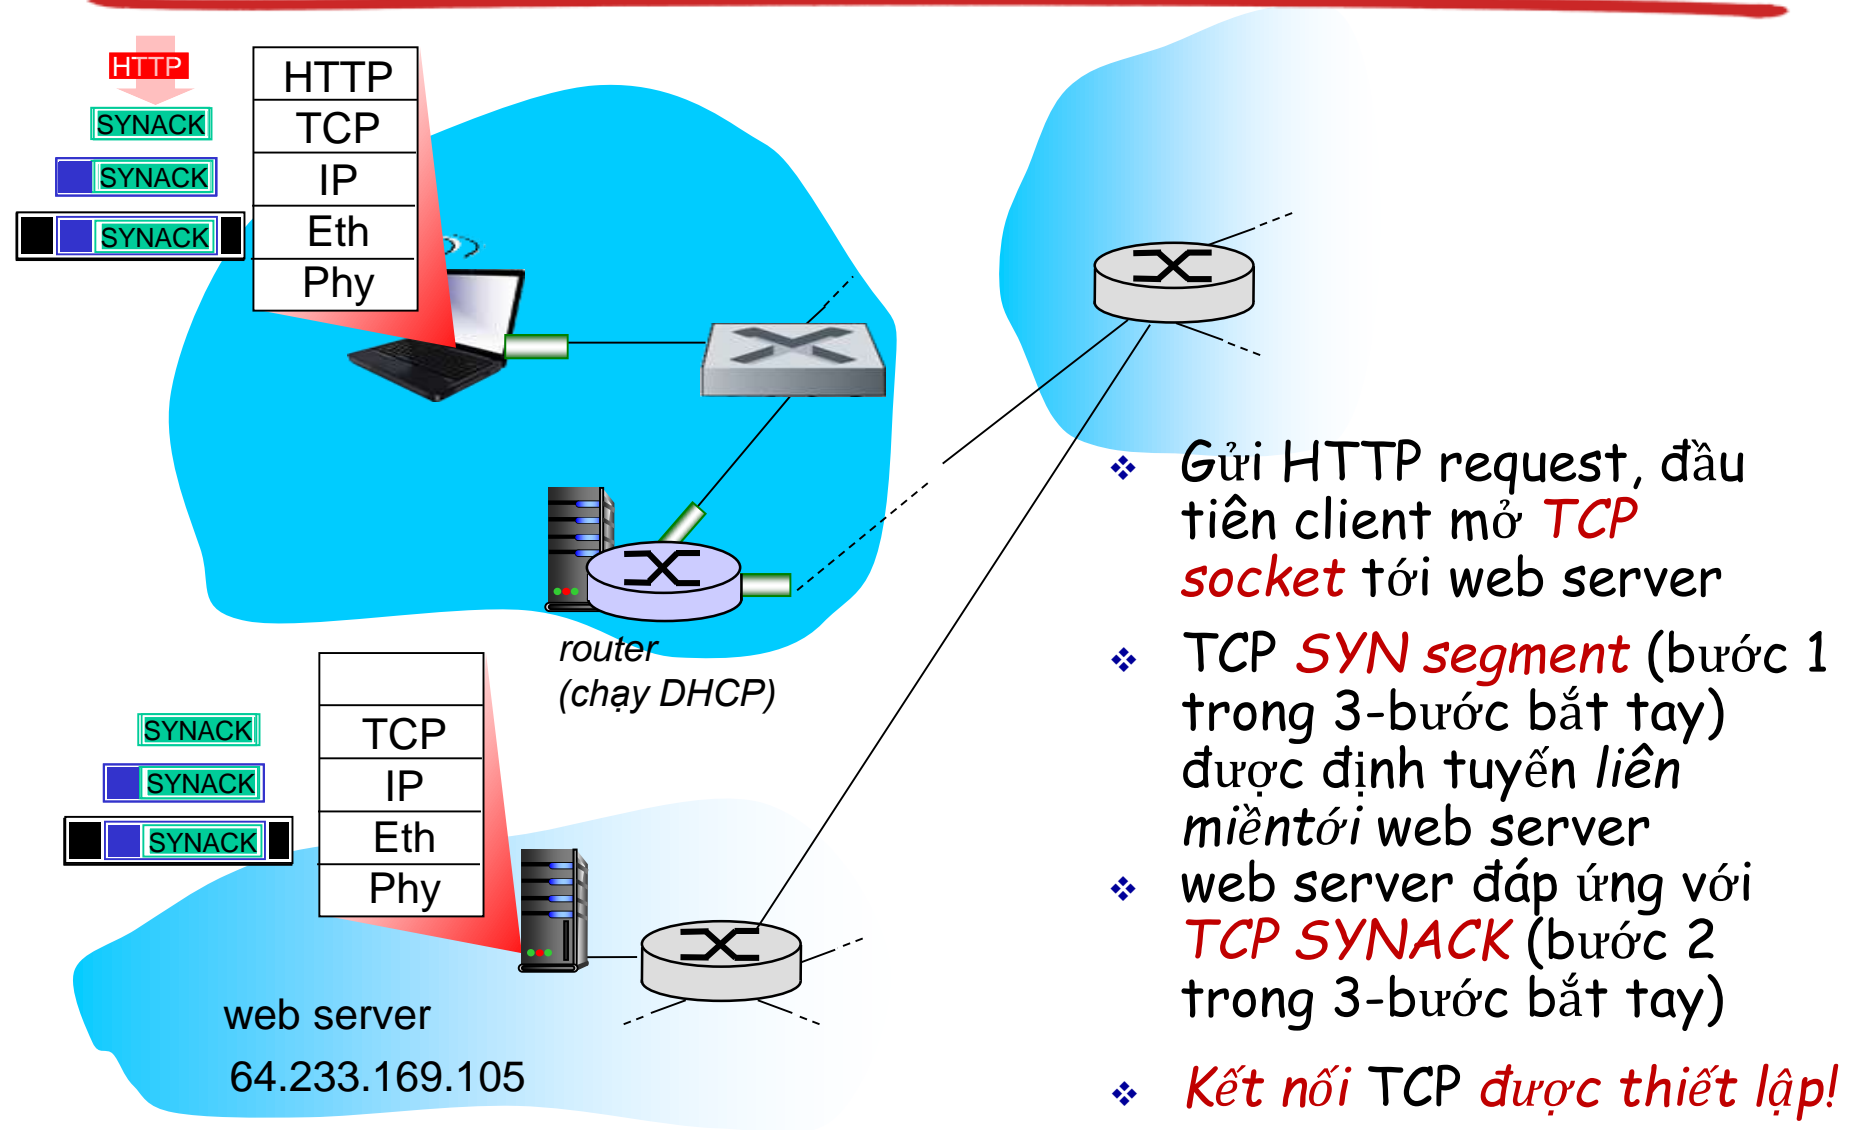 HTTP
SYNACK
SYNACK
SYNACK
HTTP
TCP
IP
Eth
Phy
router
(chạy DHCP)
SYNACK
SYNACK
SYNACK
TCP
IP
Eth
Phy
web server
64.233.169.105
Gửi HTTP request, đầu
tiên client mở TCP
socket tới web server
TCP SYN segment (bước 1
trong 3-bước bắt tay)
được định tuyến liên
miềntới web server
web server đáp ứng với
TCP SYNACK (bước 2
trong 3-bước bắt tay)
Kết nối TCP được thiết lập!